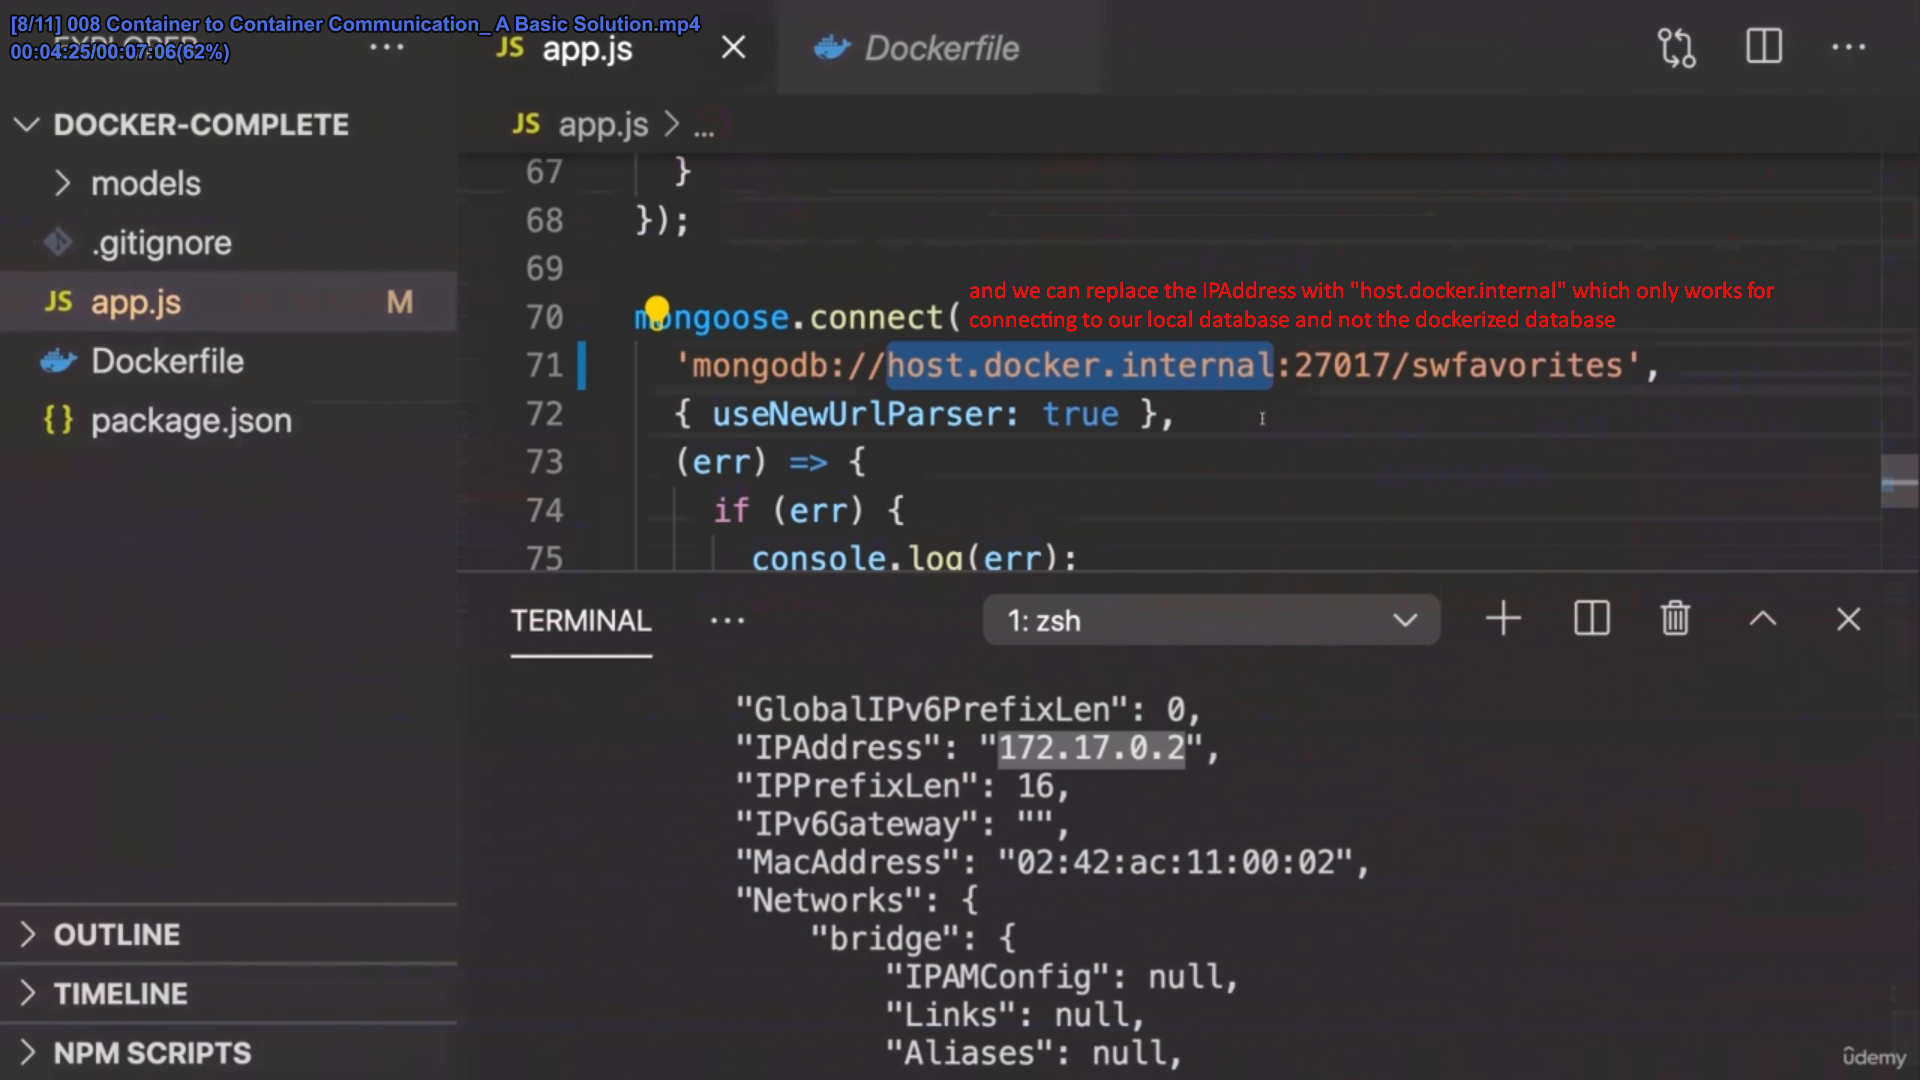 [8/11] 008 Container to Container Communication_ A Basic Solution.mp4
00:04:25/00:07:06(62%)
EXPLORER
JS app.js
Dockerfile
DOCKER-COMPLETE
JS app.js > ...
models
.gitignore
JS app.js M
Dockerfile
{} package.json
67 }
68 });
69
and we can replace the IPAddress with "host.docker.internal" which only works for
connecting to our local database and not the dockerized database
70 mongoose.connect(
71 'mongodb://host.docker.internal:27017/swfavorites',
72 { useNewUrlParser: true },
73 (err) => {
74 if (err) {
75 console.log(err);
TERMINAL
1: zsh
"GlobalIPv6PrefixLen": 0,
"IPAddress": "172.17.0.2",
"IPPrefixLen": 16,
"IPv6Gateway": "",
"MacAddress": "02:42:ac:11:00:02",
"Networks": {
"bridge": {
"IPAMConfig": null,
"Links": null,
"Aliases": null,
OUTLINE
TIMELINE
NPM SCRIPTS
ûdemy